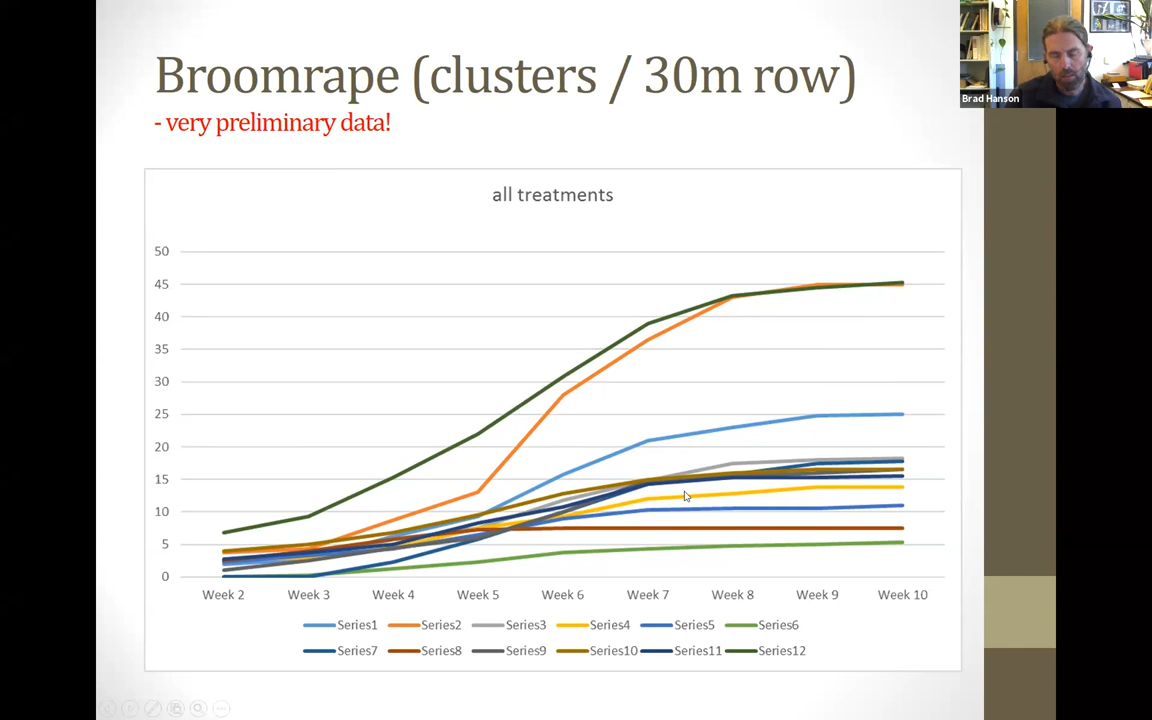 Broomrape (clusters / 30m row)
Brad Hanson
- very preliminary data!
all treatments
50
45
40
35
30
25
20
15
10
5
0
Week 2 Week 3 Week 4 Week 5 Week 6 Week 7 Week 8 Week 9 Week 10
Series1 Series2 Series3 Series4 Series5 Series6
Series7 Series8 Series9 Series10 Series11 Series12